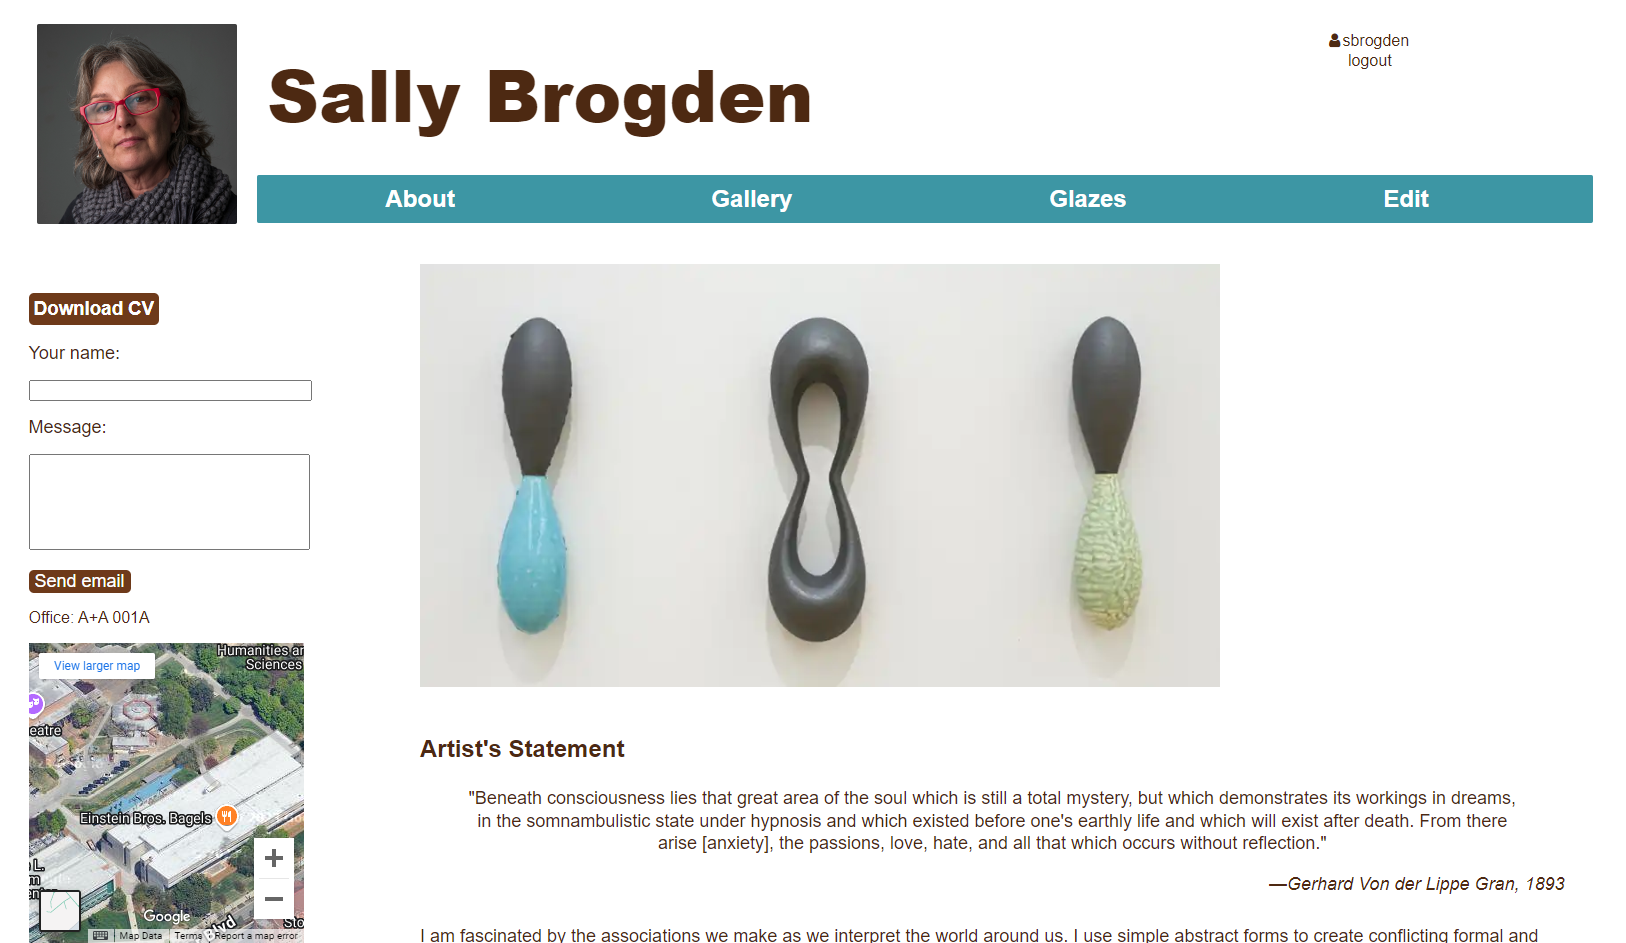 sbrogden
logout
Sally Brogden
About Gallery Glazes Edit
Download CV
Your name:
Message:
Send email
Office: A+A 001A
View larger map
Humanities an
Sciences
eatre
Einstein Bros. Bagels
L.
m
en
Google
Blvd
Sto
Map Data Terms Report a map error
Artist's Statement
"Beneath consciousness lies that great area of the soul which is still a total mystery, but which demonstrates its workings in dreams,
in the somnambulistic state under hypnosis and which existed before one's earthly life and which will exist after death. From there
arise [anxiety], the passions, love, hate, and all that which occurs without reflection."
—Gerhard Von der Lippe Gran, 1893
I am fascinated by the associations we make as we interpret the world around us. I use simple abstract forms to create conflicting formal and